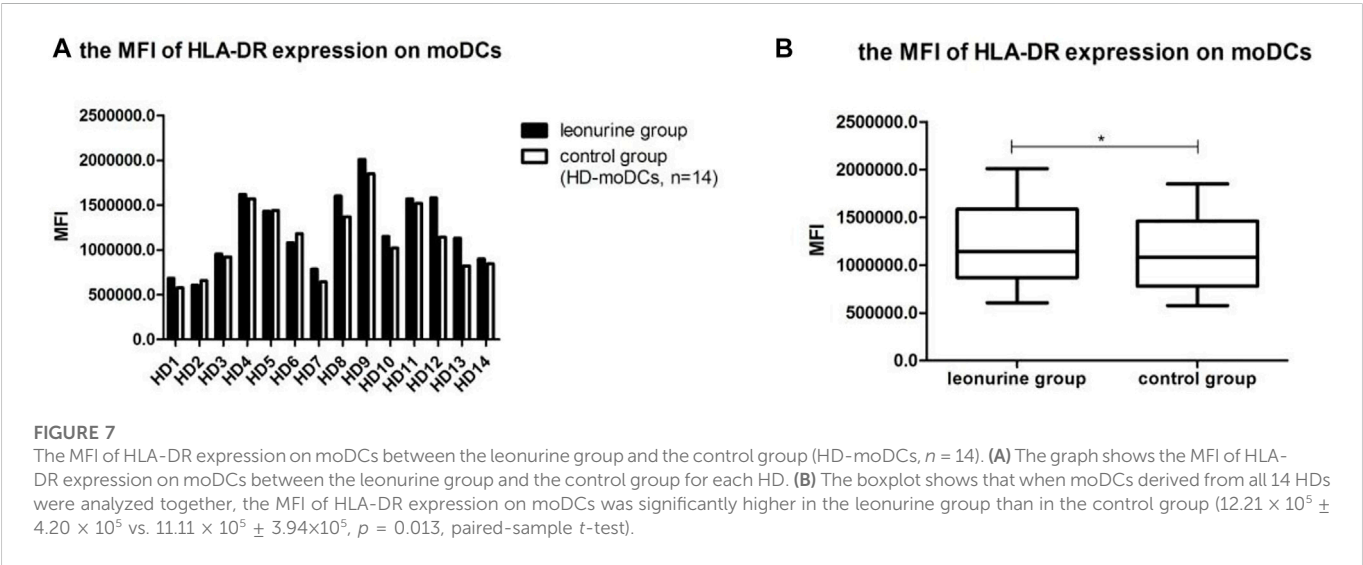 A the MFI of HLA-DR expression on moDCs
2500000.0
2000000.0
1500000.0
1000000.0
500000.0
0.0
MFI
HD1
HD2
HD3
HD4
HD5
HD6
HD7
HD8
HD9
HD10
HD11
HD12
HD13
HD14
leonurine group
control group
(HD-moDCs, n=14)
B the MFI of HLA-DR expression on moDCs
2500000.0
2000000.0
1500000.0
1000000.0
500000.0
0.0
MFI
*
leonurine group
control group
FIGURE 7
The MFI of HLA-DR expression on moDCs between the leonurine group and the control group (HD-moDCs, n = 14). (A) The graph shows the MFI of HLA-
DR expression on moDCs between the leonurine group and the control group for each HD. (B) The boxplot shows that when moDCs derived from all 14 HDs
were analyzed together, the MFI of HLA-DR expression on moDCs was significantly higher in the leonurine group than in the control group (12.21 × 10⁵ ±
4.20 × 10⁵ vs. 11.11 × 10⁵ ± 3.94×10⁵, p = 0.013, paired-sample t-test).